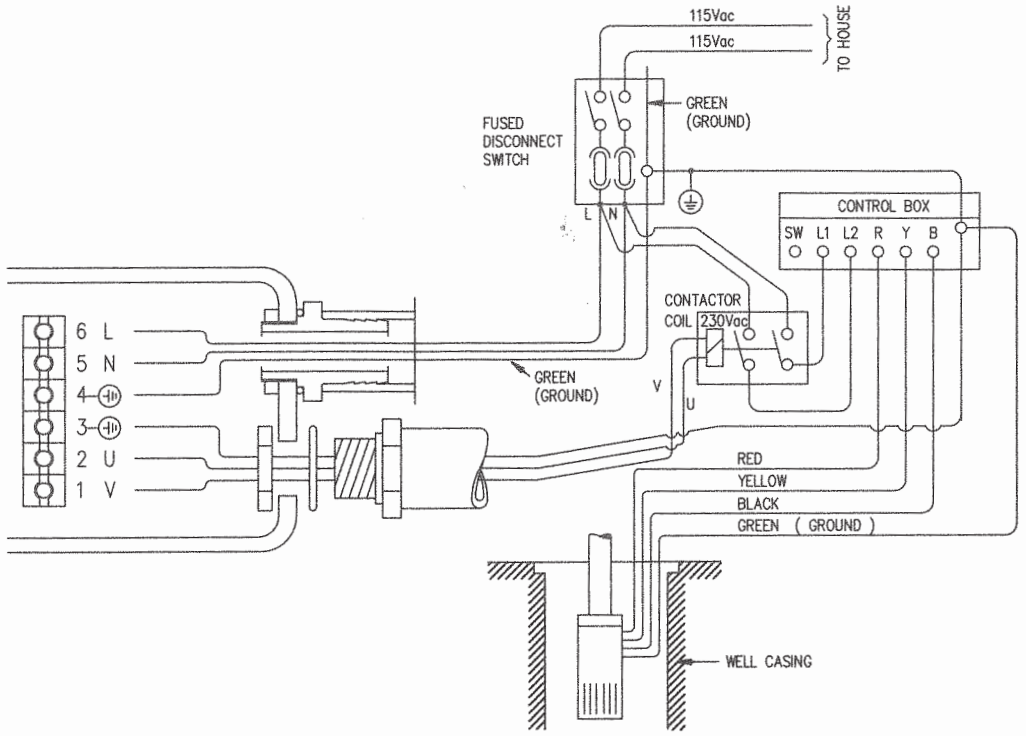 115Vac
115Vac
TO HOUSE
GREEN
(GROUND)
FUSED
DISCONNECT
SWITCH
L N
CONTROL BOX
SW L1 L2 R Y B
CONTACTOR
COIL 230Vac
6 L
5 N
4
3
2 U
1 V
GREEN
(GROUND)
V
U
RED
YELLOW
BLACK
GREEN ( GROUND )
WELL CASING